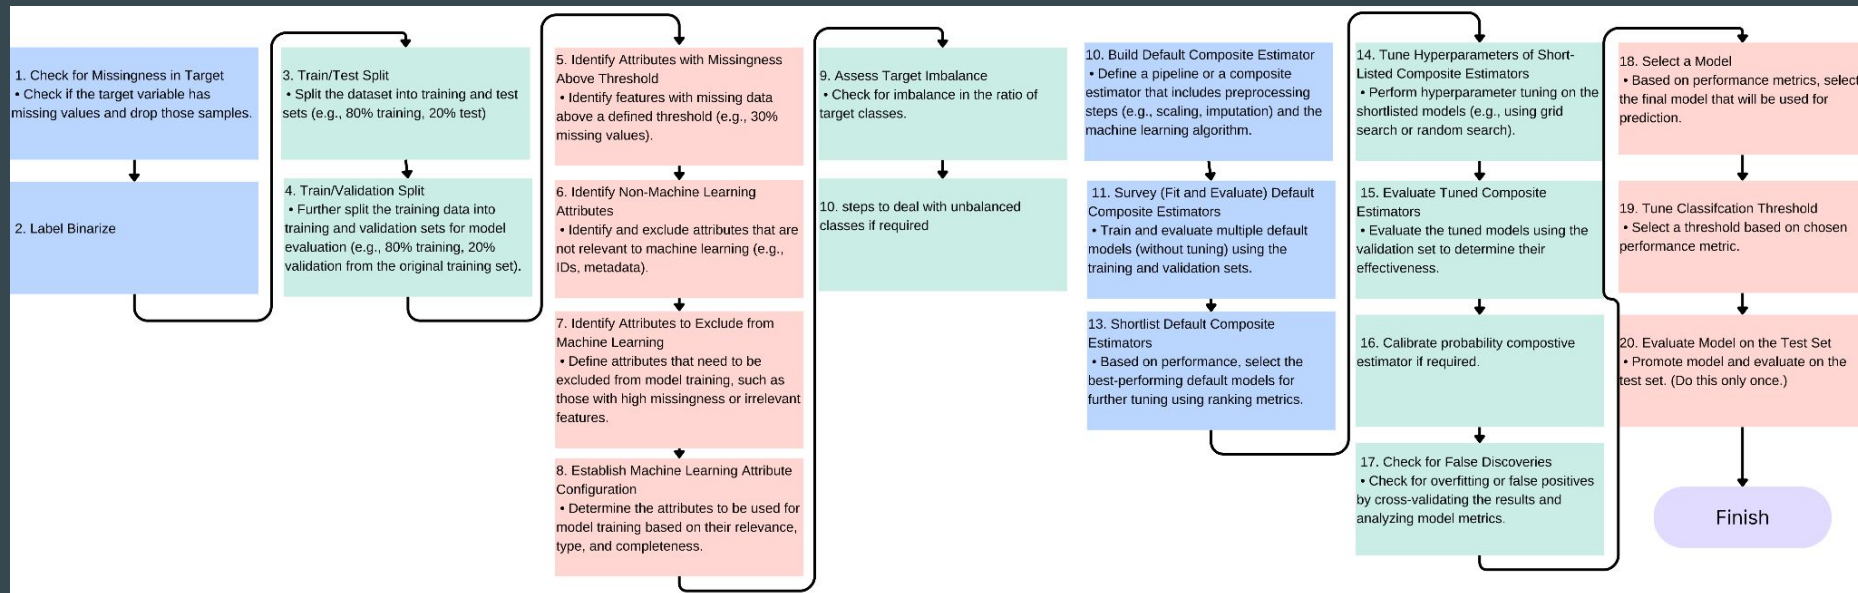 1. Check for Missingness in Target
• Check if the target variable has
missing values and drop those samples.
2. Label Binarize
3. Train/Test Split
• Split the dataset into training and test
sets (e.g., 80% training, 20% test)
4. Train/Validation Split
• Further split the training data into
training and validation sets for model
evaluation (e.g., 80% training, 20%
validation from the original training set).
5. Identify Attributes with Missingness
Above Threshold
• Identify features with missing data
above a defined threshold (e.g., 30%
missing values).
6. Identify Non-Machine Learning
Attributes
• Identify and exclude attributes that are
not relevant to machine learning (e.g.,
IDs, metadata).
7. Identify Attributes to Exclude from
Machine Learning
• Define attributes that need to be
excluded from model training, such as
those with high missingness or irrelevant
features.
8. Establish Machine Learning Attribute
Configuration
• Determine the attributes to be used for
model training based on their relevance,
type, and completeness.
9. Assess Target Imbalance
• Check for imbalance in the ratio of
target classes.
10. steps to deal with unbalanced
classes if required
10. Build Default Composite Estimator
• Define a pipeline or a composite
estimator that includes preprocessing
steps (e.g., scaling, imputation) and the
machine learning algorithm.
11. Survey (Fit and Evaluate) Default
Composite Estimators
• Train and evaluate multiple default
models (without tuning) using the
training and validation sets.
13. Shortlist Default Composite
Estimators
• Based on performance, select the
best-performing default models for
further tuning using ranking metrics.
14. Tune Hyperparameters of Short-
Listed Composite Estimators
• Perform hyperparameter tuning on the
shortlisted models (e.g., using grid
search or random search).
15. Evaluate Tuned Composite
Estimators
• Evaluate the tuned models using the
validation set to determine their
effectiveness.
16. Calibrate probability compostive
estimator if required.
17. Check for False Discoveries
• Check for overfitting or false positives
by cross-validating the results and
analyzing model metrics.
18. Select a Model
• Based on performance metrics, select
the final model that will be used for
prediction.
19. Tune Classifcation Threshold
• Select a threshold based on chosen
performance metric.
20. Evaluate Model on the Test Set
• Promote model and evaluate on the
test set. (Do this only once.)
Finish